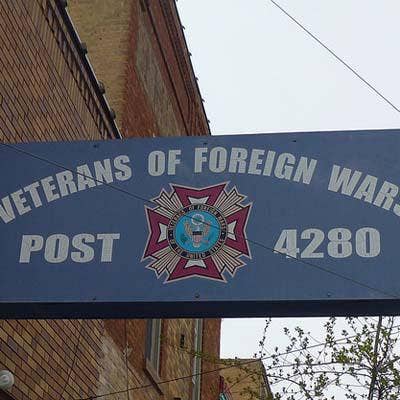 VETERANS OF FOREIGN WARS
POST 4280